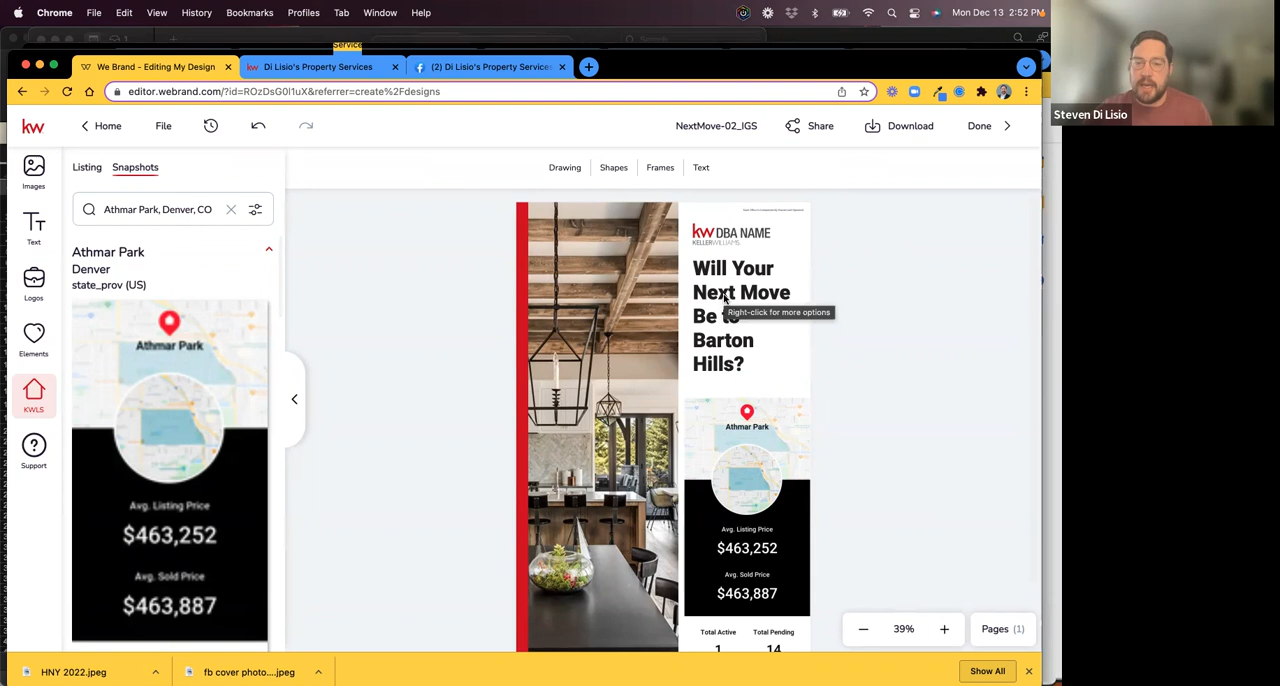 Chrome File Edit View History Bookmarks Profiles Tab Window Help Mon Dec 13 2:52 PM
Search
Service
We Brand - Editing My Design
Di Lisio's Property Services
(2) Di Lisio's Property Services
editor.webrand.com/?id=ROzDsG0l1uX&referrer=create%2Fdesigns
kw Home File NextMove-02_IGS Share Download Done
Drawing Shapes Frames Text
Images
Text
Logos
Elements
KWLS
Support
Listing Snapshots
Athmar Park, Denver, CO
Athmar Park
Denver
state_prov (US)
Athmar Park
Avg. Listing Price
$463,252
Avg. Sold Price
$463,887
kw DBA NAME
KELLERWILLIAMS
Will Your
Next Move
Be to
Barton
Hills?
Right-click for more options
Athmar Park
Avg. Listing Price
$463,252
Avg. Sold Price
$463,887
Total Active Total Pending
1 14
39%
Pages (1)
HNY 2022.jpeg
fb cover photo....jpeg
Show All
Steven Di Lisio